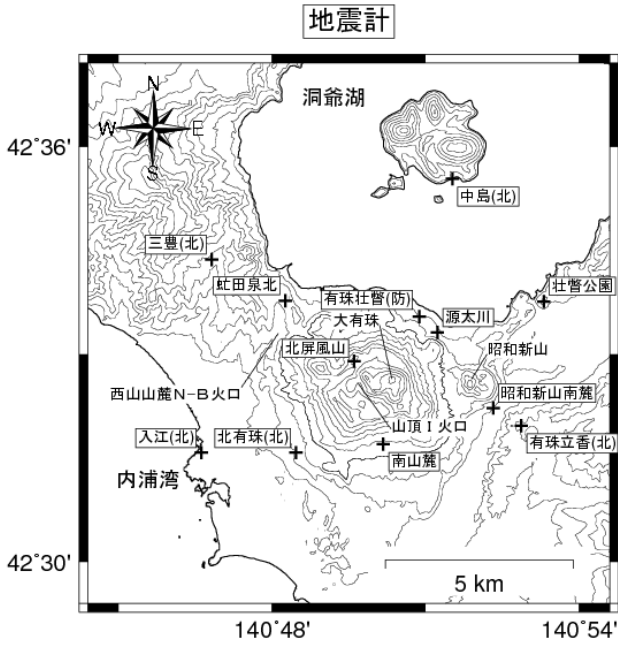 地震計
N
W
E
S
洞爺湖
42˚36'
中島(北)
三豊(北)
虻田泉北
有珠壮瞥(防)
壮瞥公園
大有珠
源太川
北屏風山
昭和新山
西山山麓N-B火口
昭和新山南麓
山頂I火口
入江(北)
北有珠(北)
有珠立香(北)
南山麓
内浦湾
42˚30'
5 km
140˚48'
140˚54'